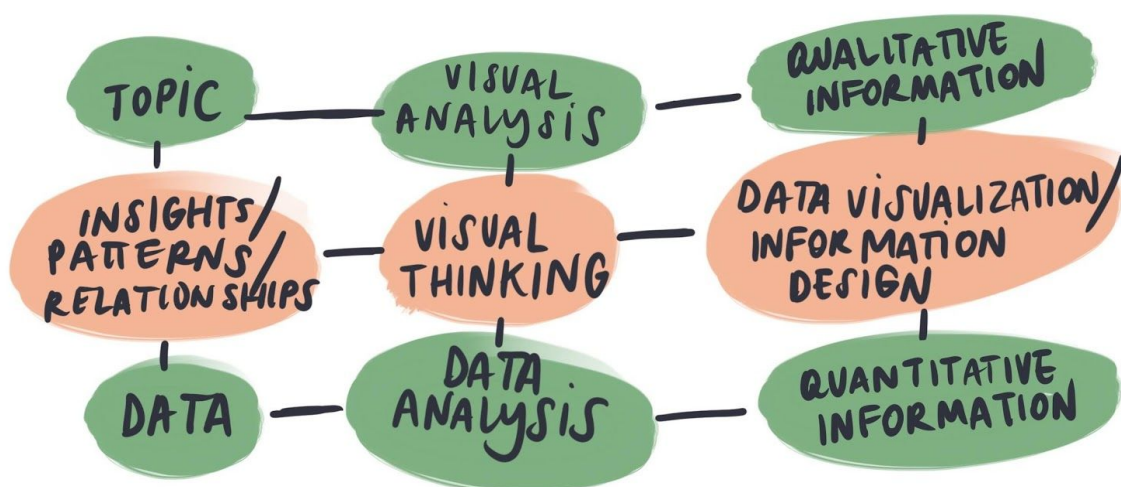 TOPIC
VISUAL
ANALYSIS
QUALITATIVE
INFORMATION
INSIGHTS/
PATTERNS/
RELATIONSHIPS
VISUAL
THINKING
DATA VISUALIZATION/
INFORMATION
DESIGN
DATA
DATA
ANALYSIS
QUANTITATIVE
INFORMATION